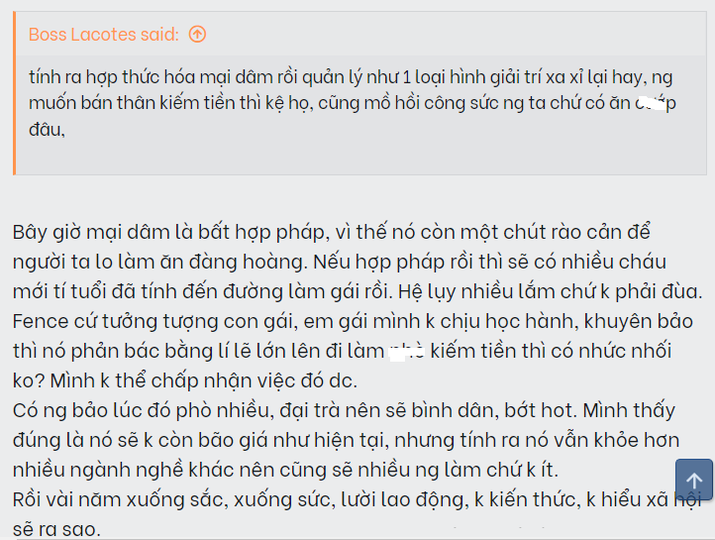 Boss Lacotes said:
tính ra hợp thức hóa mại dâm rồi quản lý như 1 loại hình giải trí xa xỉ lại hay, ng
muốn bán thân kiếm tiền thì kệ họ, cũng mồ hồi công sức ng ta chứ có ăn
đâu,
Bây giờ mại dâm là bất hợp pháp, vì thế nó còn một chút rào cản để
người ta lo làm ăn đàng hoàng. Nếu hợp pháp rồi thì sẽ có nhiều cháu
mới tí tuổi đã tính đến đường làm gái rồi. Hệ lụy nhiều lắm chứ k phải đùa.
Fence cứ tưởng tượng con gái, em gái mình k chịu học hành, khuyên bảo
thì nó phản bác bằng lí lẽ lớn lên đi làm kiếm tiền thì có nhức nhối
ko? Mình k thể chấp nhận việc đó dc.
Có ng bảo lúc đó phò nhiều, đại trà nên sẽ bình dân, bớt hot. Mình thấy
đúng là nó sẽ k còn bão giá như hiện tại, nhưng tính ra nó vẫn khỏe hơn
nhiều ngành nghề khác nên cũng sẽ nhiều ng làm chứ k ít.
Rồi vài năm xuống sắc, xuống sức, lười lao động, k kiến thức, k hiểu xã hội
sẽ ra sao.